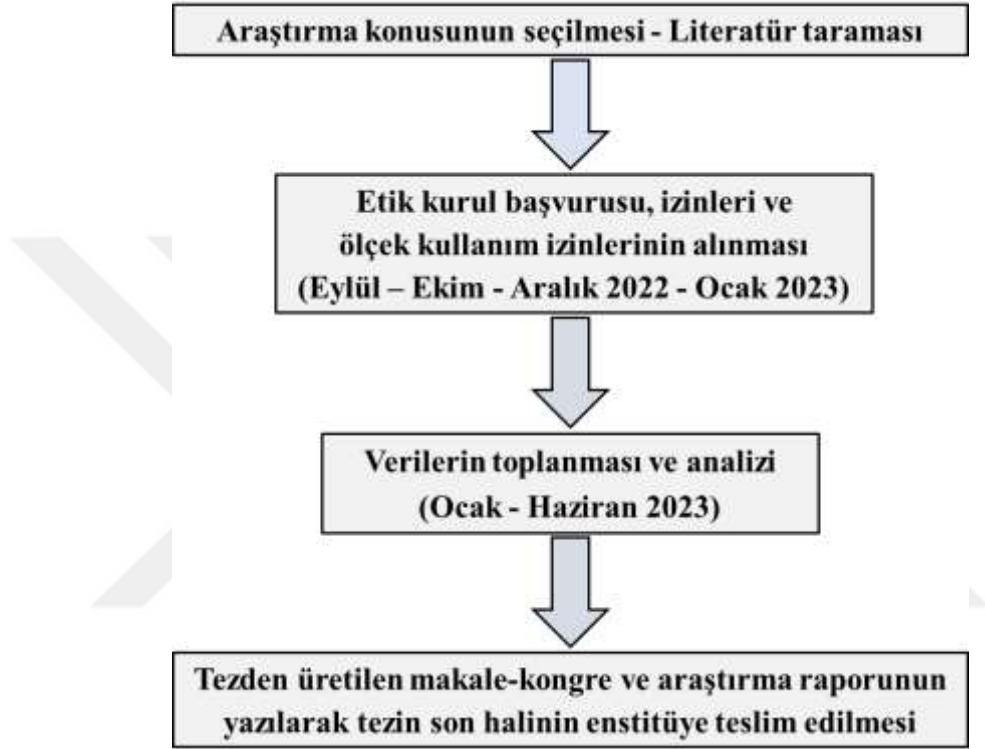 Araştırma konusunun seçilmesi - Literatür taraması
Etik kurul başvurusu, izinleri ve
ölçek kullanım izinlerinin alınması
(Eylül – Ekim - Aralık 2022 - Ocak 2023)
Verilerin toplanması ve analizi
(Ocak - Haziran 2023)
Tezden üretilen makale-kongre ve araştırma raporunun
yazılarak tezin son halinin enstitüye teslim edilmesi